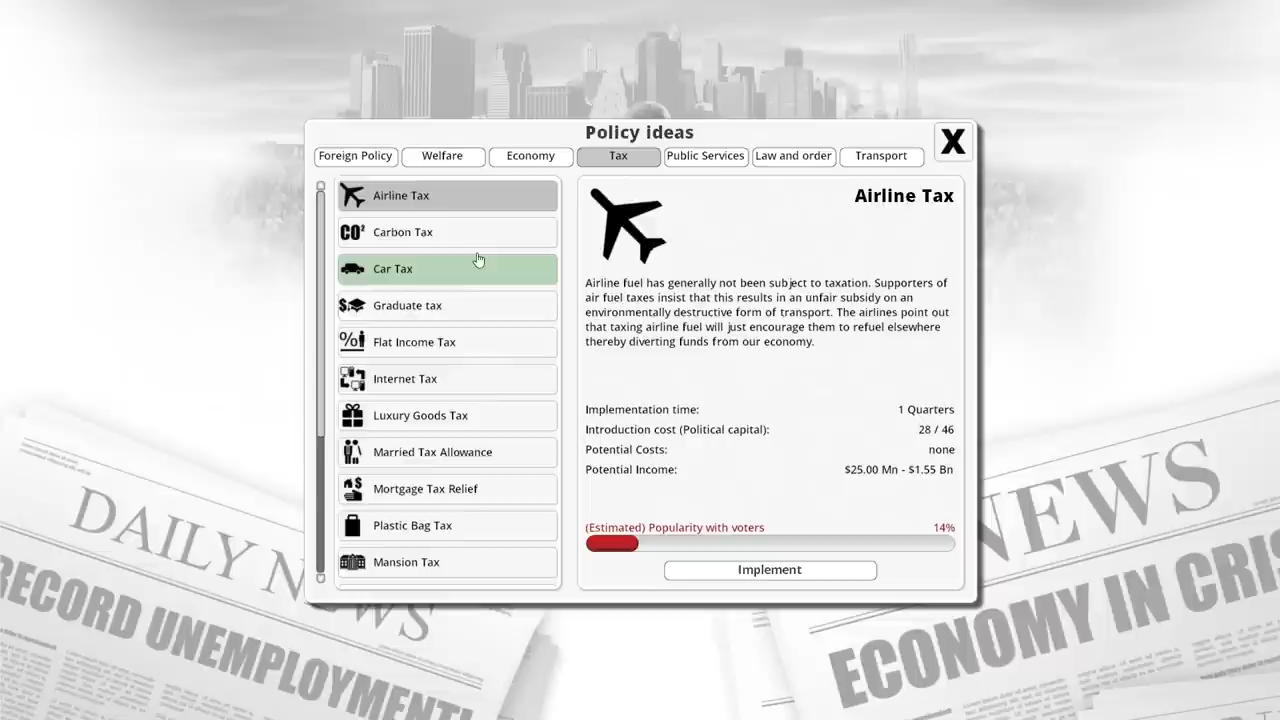 Policy ideas
X
Foreign Policy
Welfare
Economy
Tax
Public Services
Law and order
Transport
Airline Tax
CO² Carbon Tax
Car Tax
$ Graduate tax
% Flat Income Tax
Internet Tax
Luxury Goods Tax
Married Tax Allowance
$ Mortgage Tax Relief
Plastic Bag Tax
Mansion Tax
Airline Tax
Airline fuel has generally not been subject to taxation. Supporters of
air fuel taxes insist that this results in an unfair subsidy on an
environmentally destructive form of transport. The airlines point out
that taxing airline fuel will just encourage them to refuel elsewhere
thereby diverting funds from our economy.
Implementation time: 1 Quarters
Introduction cost (Political capital): 28 / 46
Potential Costs: none
Potential Income: $25.00 Mn - $1.55 Bn
(Estimated) Popularity with voters 14%
Implement
DAILY N
WS
RECORD UNEMPLOYMENT!
NEWS
ECONOMY IN CRIS